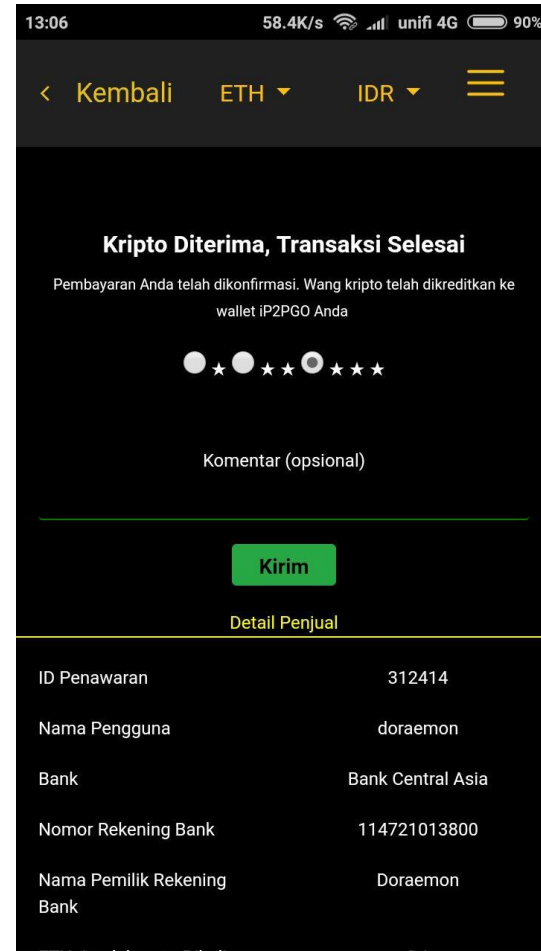 13:06 58.4K/s unifi 4G 90%
Kembali ETH IDR
Kripto Diterima, Transaksi Selesai
Pembayaran Anda telah dikonfirmasi. Wang kripto telah dikreditkan ke
wallet iP2PGO Anda
★ ★ ★ ★ ★ ★
Komentar (opsional)
Kirim
Detail Penjual
ID Penawaran 312414
Nama Pengguna doraemon
Bank Bank Central Asia
Nomor Rekening Bank 114721013800
Nama Pemilik Rekening Doraemon
Bank